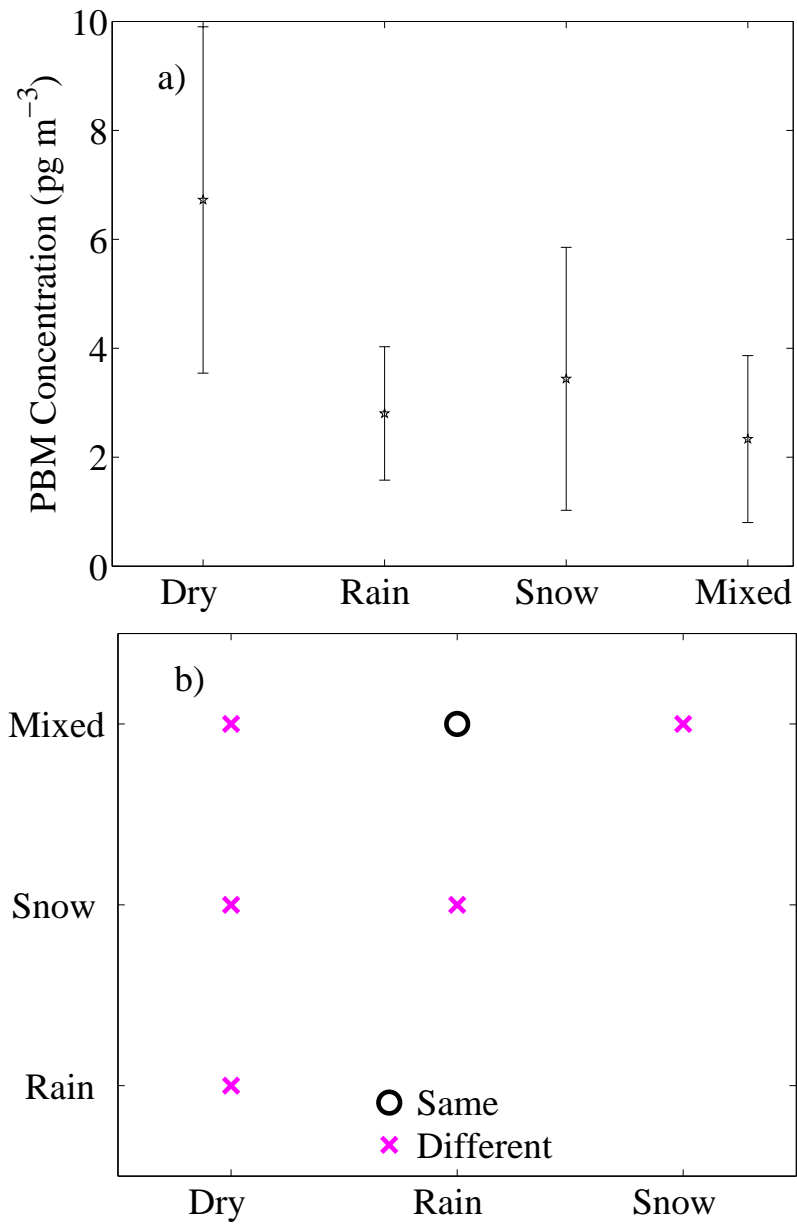 10
a)
8
6
4
2
0
PBM Concentration (pg m⁻³)
Dry Rain Snow Mixed
b)
Mixed
Snow
Rain
Same
Different
Dry Rain Snow